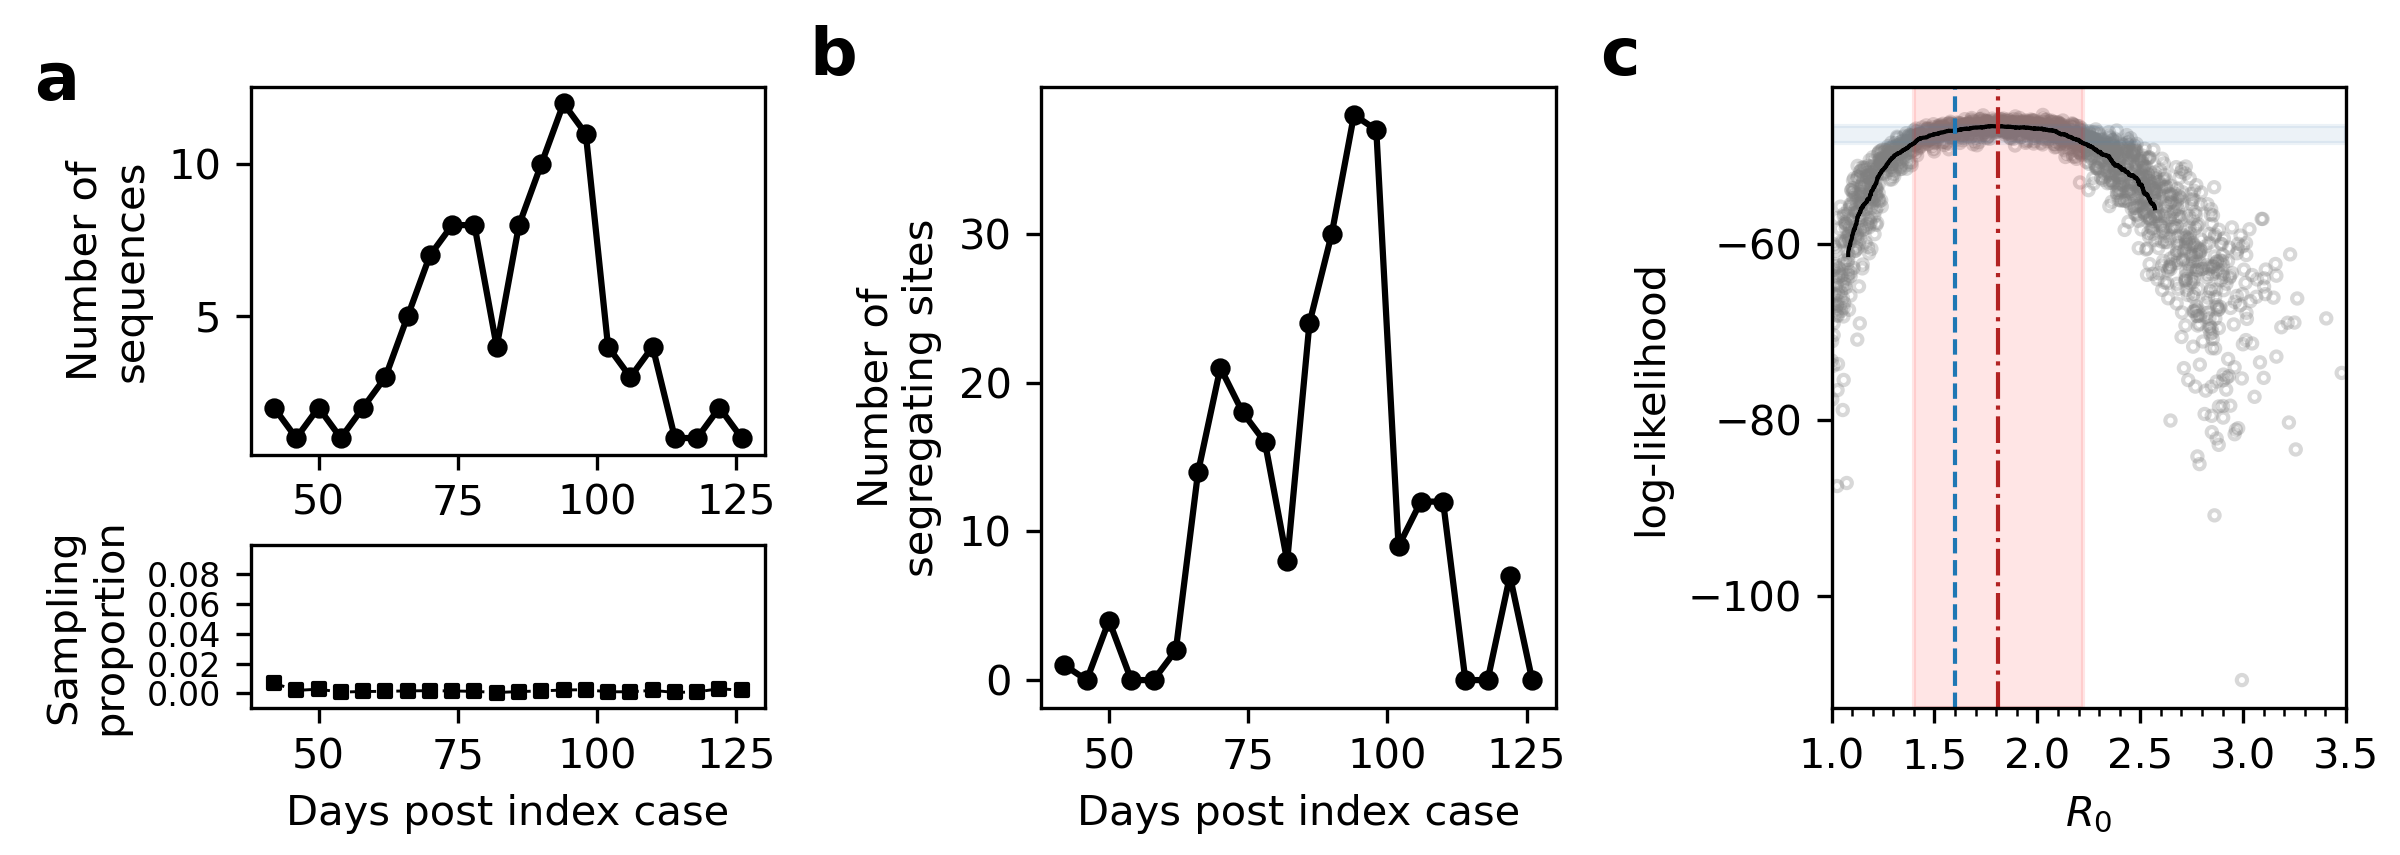 a
Number of
sequences
10
5
50 75 100 125
Sampling
proportion
0.08
0.06
0.04
0.02
0.00
50 75 100 125
Days post index case
b
Number of
segregating sites
30
20
10
0
50 75 100 125
Days post index case
c
log-likelihood
−60
−80
−100
1.0 1.5 2.0 2.5 3.0 3.5
R₀